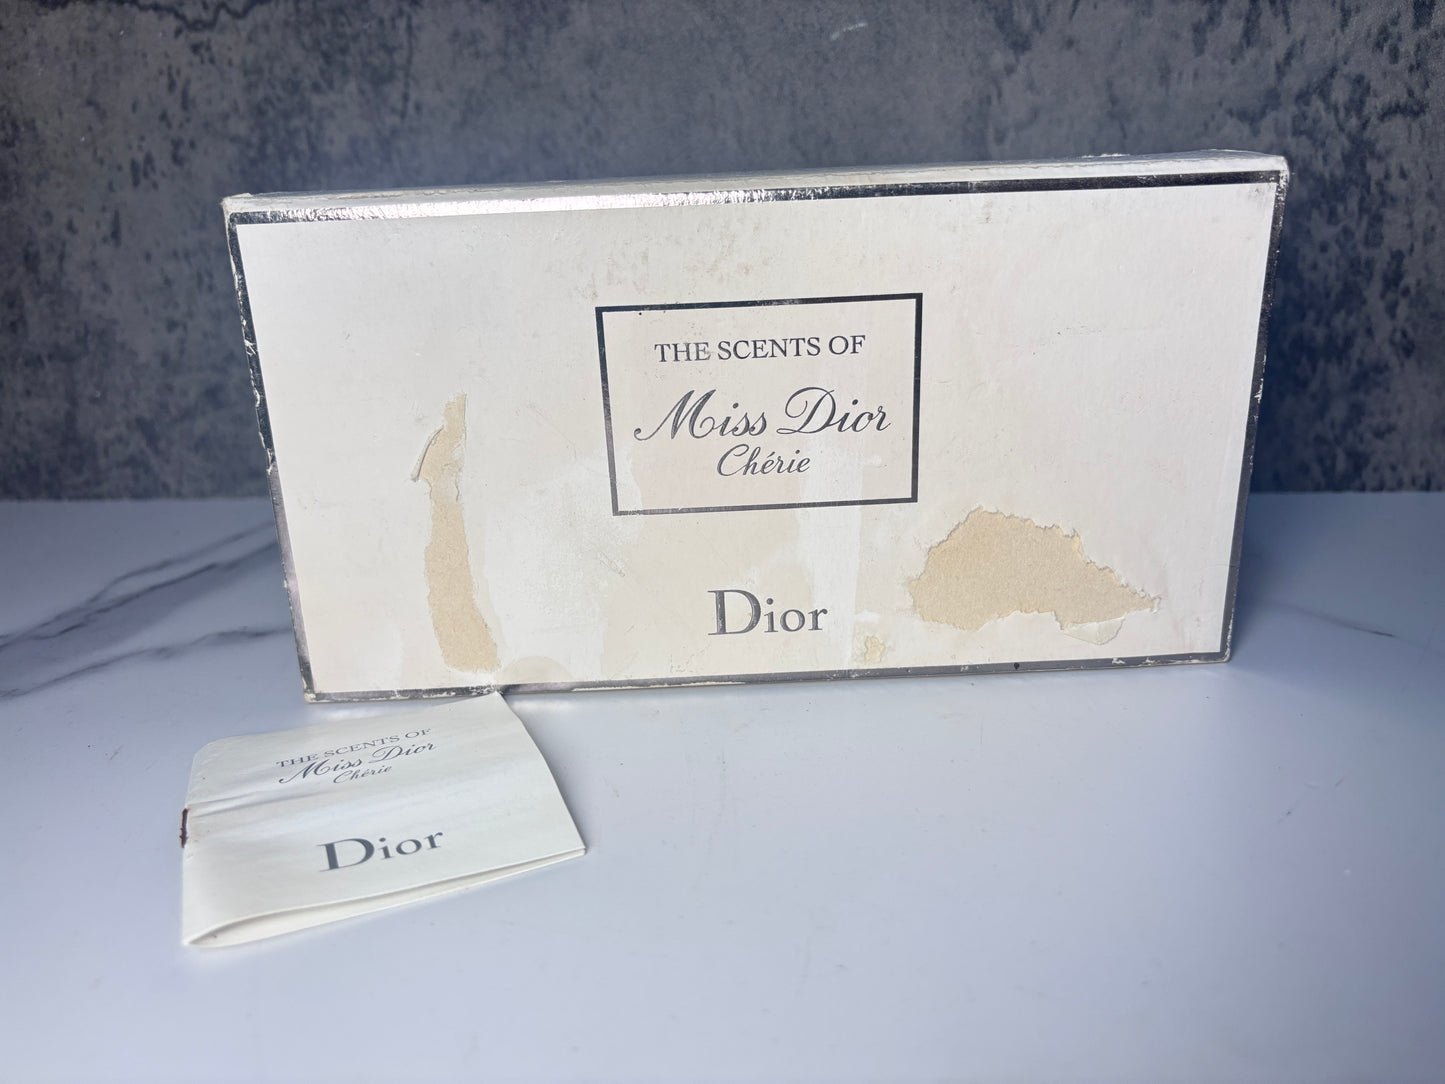 THE SCENTS OF
Miss Dior
Chérie
Dior
THE SCENTS OF
Miss Dior
Chérie
Dior